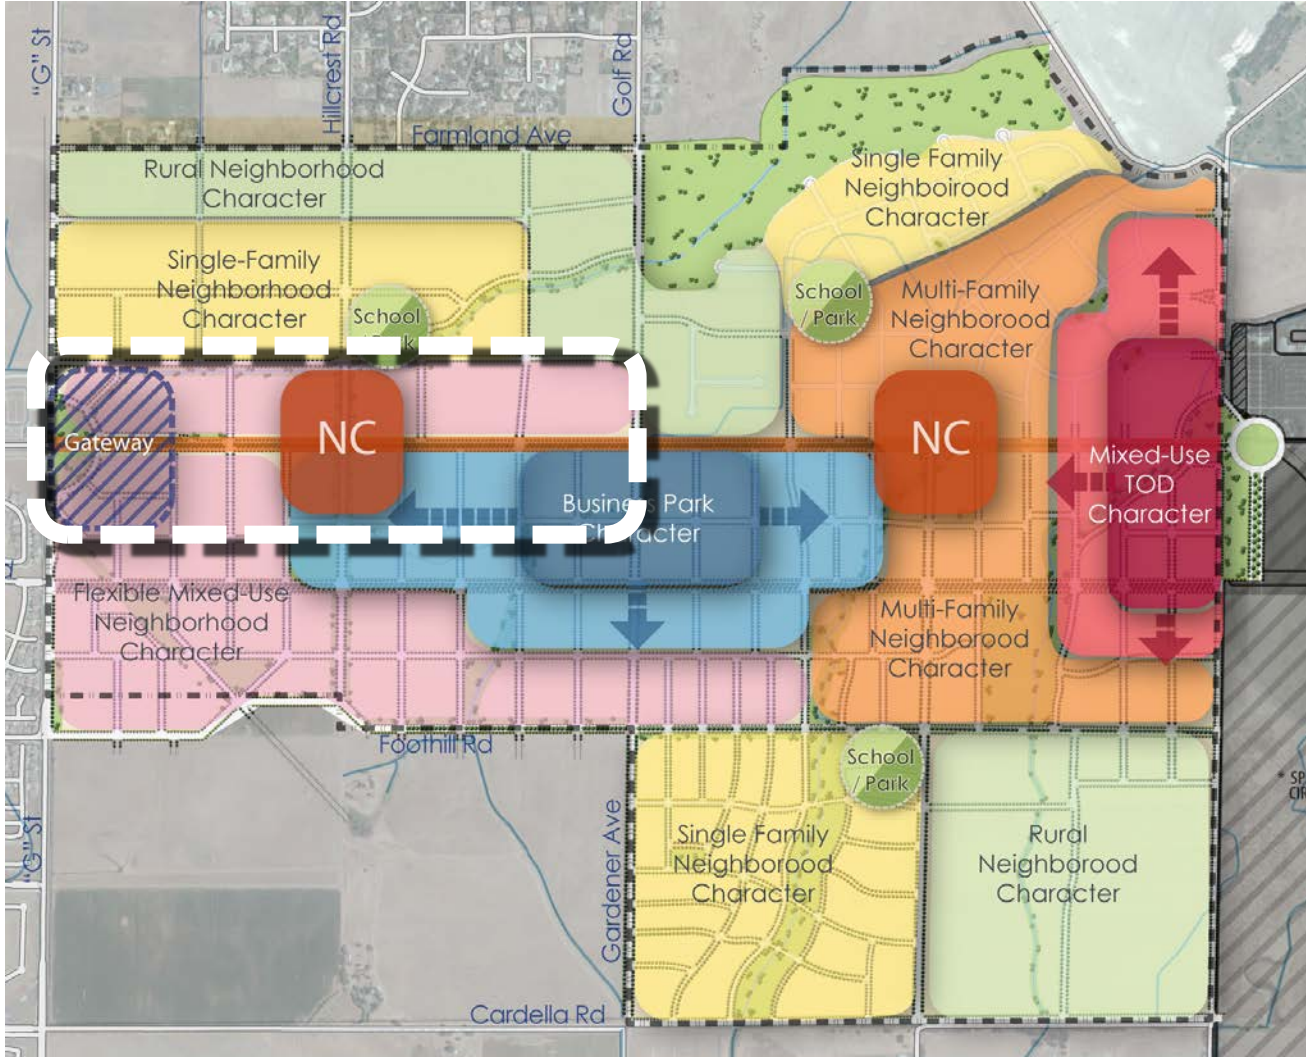 "G" St
Hillcrest Rd
Golf Rd
Farmland Ave
Rural Neighborhood
Character
Single Family
Neighboirood
Character
Single-Family
Neighborhood
Character
School
/ Park
School
/ Park
Multi-Family
Neighborood
Character
Gateway
NC
NC
Business Park
Character
Mixed-Use
TOD
Character
Flexible Mixed-Use
Neighborhood
Character
Multi-Family
Neighborood
Character
Foothill Rd
School
/ Park
"G" St
Gardener Ave
Single Family
Neighborood
Character
Rural
Neighborood
Character
Cardella Rd
SP
CIR